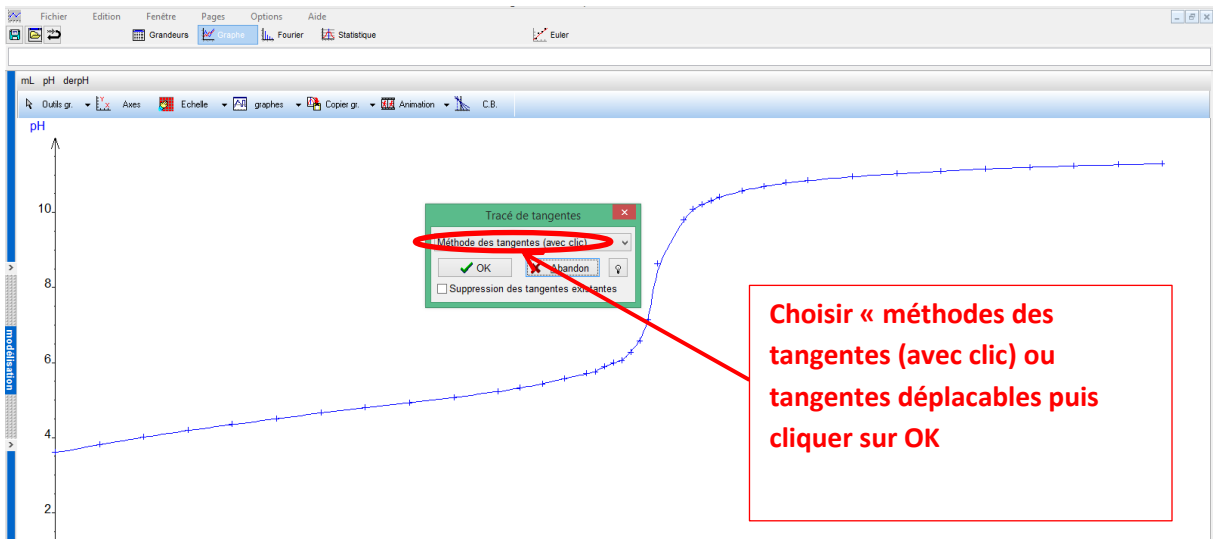 Fichier Edition Fenêtre Pages Options Aide
Grandeurs Graphe Fourier Statistique Euler
mL pH derpH
Outils gr. Axes Echelle graphes Copier gr. Animation C.B.
pH
10
8
6
4
2
modélisation
Tracé de tangentes
Méthode des tangentes (avec clic)
OK Abandon
Suppression des tangentes existantes
Choisir « méthodes des
tangentes (avec clic) ou
tangentes déplacables puis
cliquer sur OK